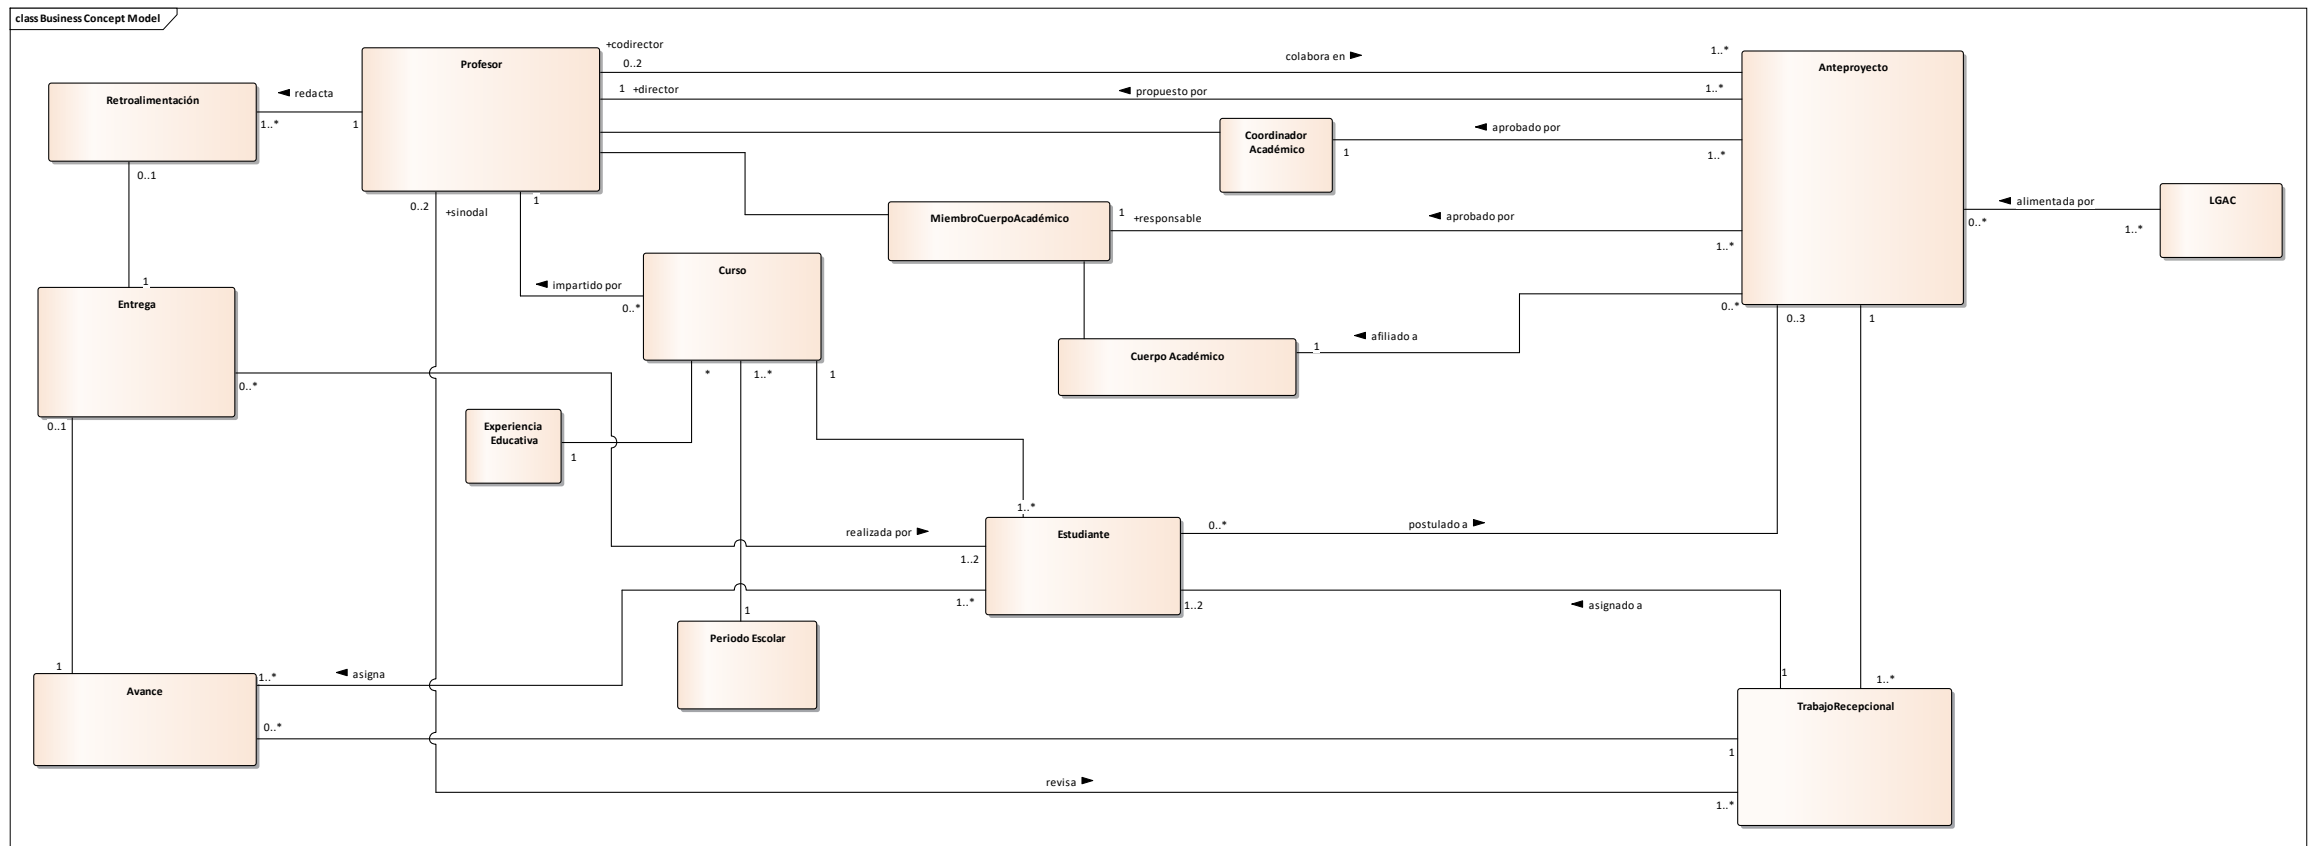 class Business Concept Model
+codirector
0..2
colabora en
1..*
Profesor
Anteproyecto
1 +director
propuesto por
1..*
Retroalimentación
redacta
1..*
1
Coordinador
Académico
aprobado por
1
1..*
0..1
0..2
+sinodal
1
MiembroCuerpoAcadémico
1
+responsable
aprobado por
1..*
alimentada por
0..*
1..*
LGAC
Curso
impartido por
0..*
1
Entrega
0..*
afiliado a
1
Cuerpo Académico
0..3
1
0..*
*
1..*
1
0..1
Experiencia
Educativa
1
1..*
realizada por
1..2
Estudiante
0..*
postulado a
1..*
1..2
asignado a
1
Periodo Escolar
1
asigna
1..*
Avance
1
1..*
TrabajoRecepcional
0..*
1
revisa
1..*